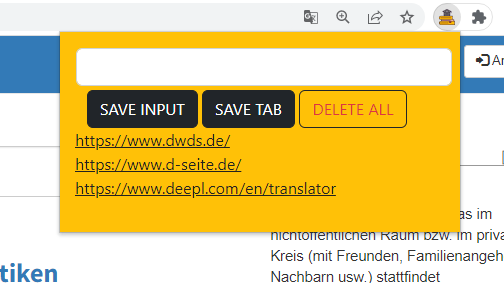 Ar
SAVE INPUT SAVE TAB DELETE ALL
https://www.dwds.de/
https://www.d-seite.de/
https://www.deepl.com/en/translator
as im
nichtöffentlichen Raum bzw. im priva
Kreis (mit Freunden, Familienangeh
Nachbarn usw.) stattfindet
tiken